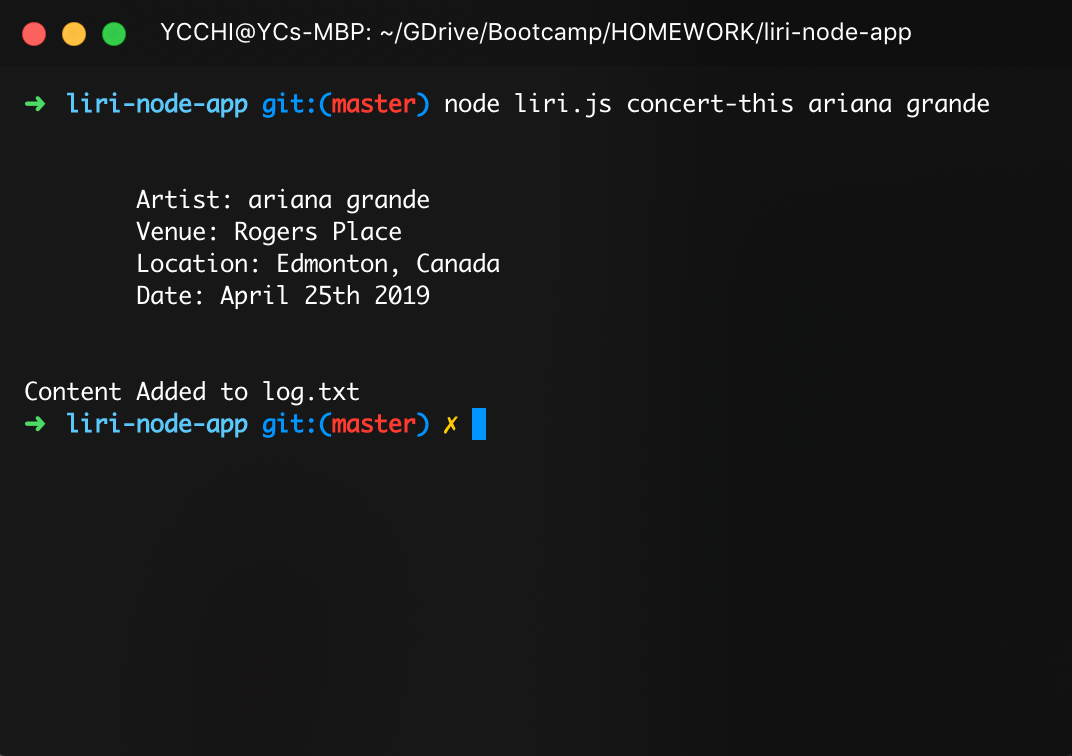 YCCHI@YCs-MBP: ~/GDrive/Bootcamp/HOMEWORK/liri-node-app
➜ liri-node-app git:(master) node liri.js concert-this ariana grande
Artist: ariana grande
Venue: Rogers Place
Location: Edmonton, Canada
Date: April 25th 2019
Content Added to log.txt
➜ liri-node-app git:(master) ✗